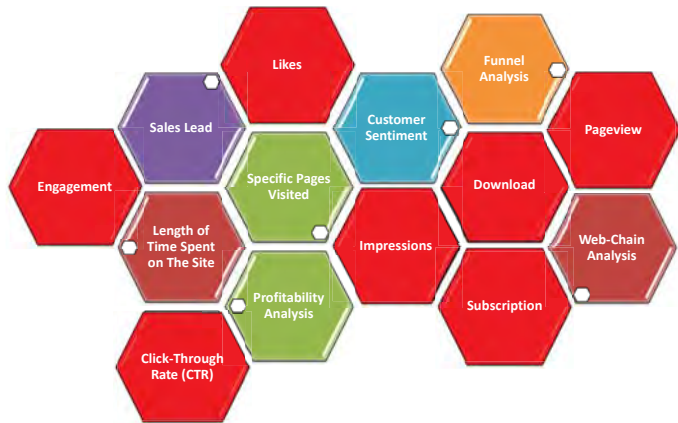 Likes
Funnel
Analysis
Sales Lead
Customer
Sentiment
Pageview
Engagement
Specific Pages
Visited
Download
Length of
Time Spent
on The Site
Impressions
Web-Chain
Analysis
Profitability
Analysis
Subscription
Click-Through
Rate (CTR)